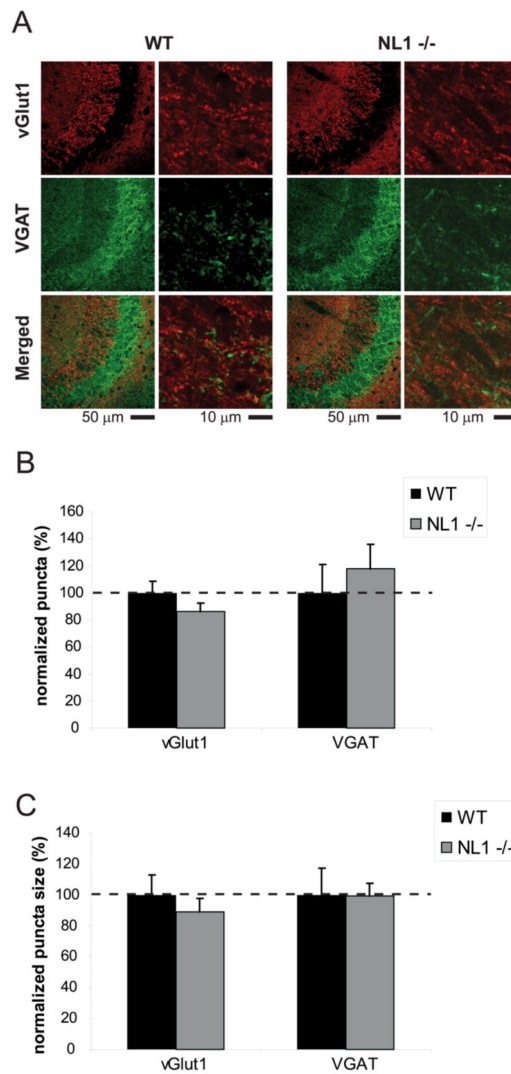 A
WT NL1 -/-
vGlut1
VGAT
Merged
50 µm 10 µm 50 µm 10 µm
B
WT
NL1 -/-
normalized puncta (%)
160
140
120
100
80
60
40
20
0
vGlut1 VGAT
C
WT
NL1 -/-
normalized puncta size (%)
140
120
100
80
60
40
20
0
vGlut1 VGAT